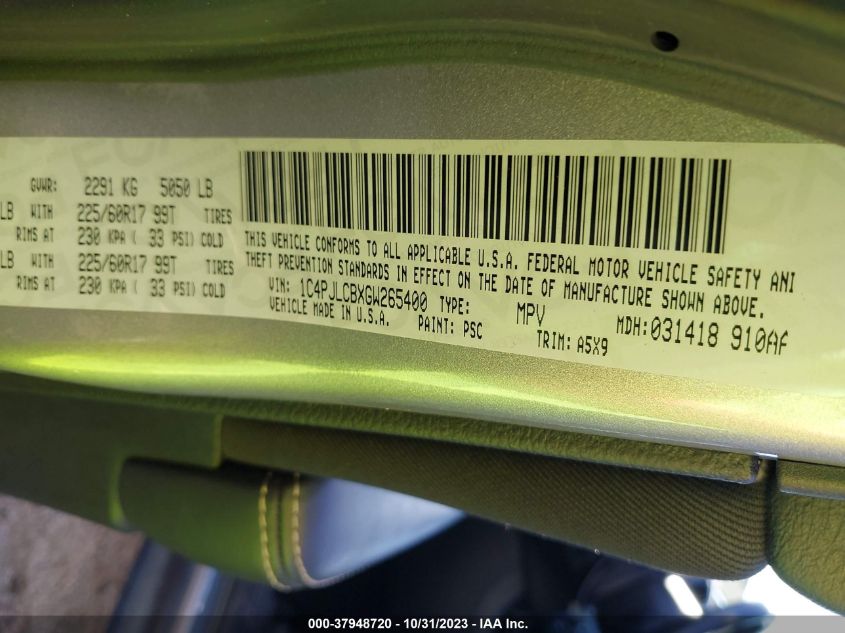 GVWR: 2291 KG 5050 LB
LB WITH 225/60R17 99T TIRES
RIMS AT 230 KPA ( 33 PSI) COLD
LB WITH 225/60R17 99T TIRES
RIMS AT 230 KPA ( 33 PSI) COLD
THIS VEHICLE CONFORMS TO ALL APPLICABLE U.S.A. FEDERAL MOTOR VEHICLE SAFETY AN
THEFT PREVENTION STANDARDS IN EFFECT ON THE DATE OF MANUFACTURE SHOWN ABOVE.
VIN: 1C4PJLCBXGW265400 TYPE: MPV MDH:031418 910AF
VEHICLE MADE IN U.S.A. PAINT: PSC TRIM: A5X9
000-37948720 - 10/31/2023 - IAA Inc.